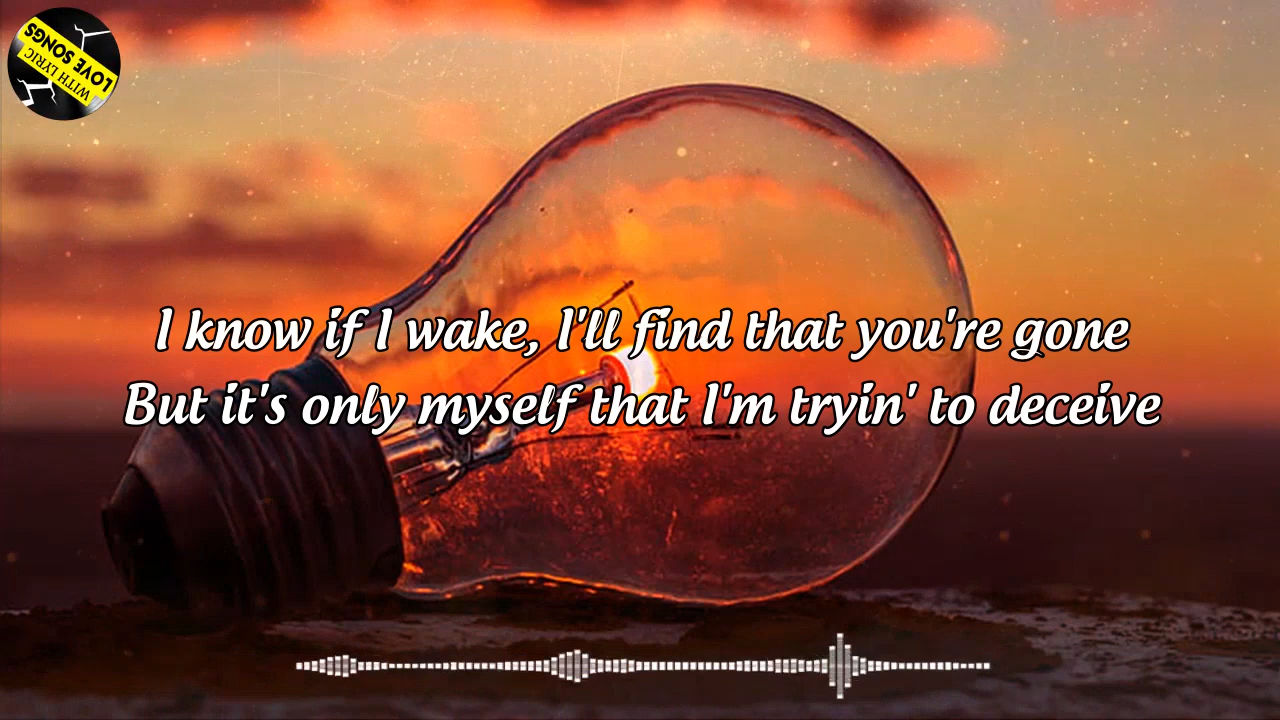 LOVE SONGS
WITH LYRIC
I know if I wake, I'll find that you're gone
But it's only myself that I'm tryin' to deceive